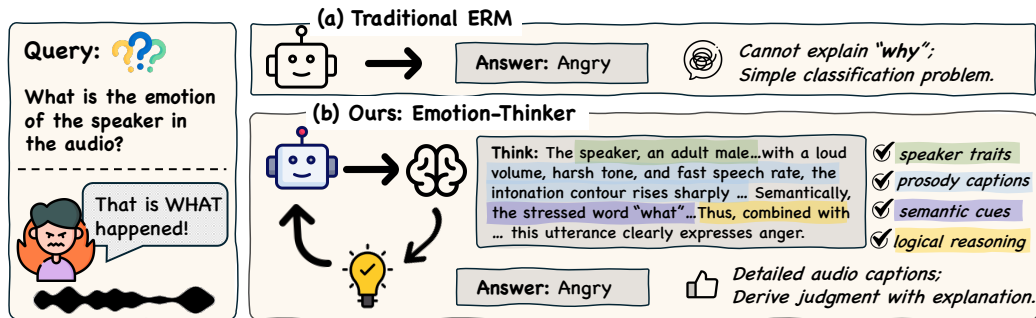 Query:
What is the emotion
of the speaker in
the audio?
That is WHAT
happened!
(a) Traditional ERM
Answer: Angry
Cannot explain “why”;
Simple classification problem.
(b) Ours: Emotion-Thinker
Think: The speaker, an adult male...with a loud
volume, harsh tone, and fast speech rate, the
intonation contour rises sharply ... Semantically,
the stressed word “what”...Thus, combined with
... this utterance clearly expresses anger.
speaker traits
prosody captions
semantic cues
logical reasoning
Answer: Angry
Detailed audio captions;
Derive judgment with explanation.